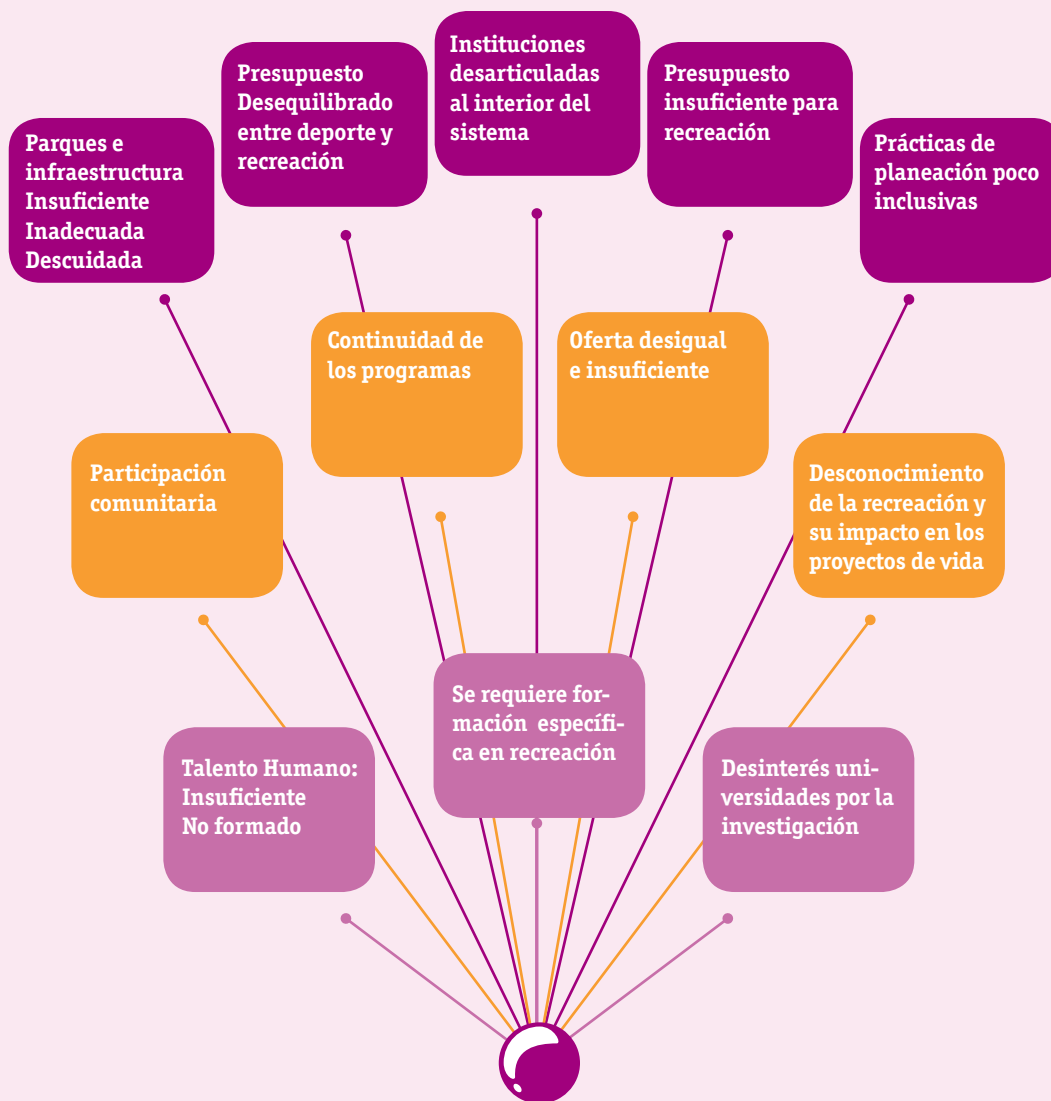 Parques e
infraestructura
Insuficiente
Inadecuada
Descuidada
Presupuesto
Desequilibrado
entre deporte y
recreación
Instituciones
desarticuladas
al interior del
sistema
Presupuesto
insuficiente para
recreación
Prácticas de
planeación poco
inclusivas
Participación
comunitaria
Continuidad de
los programas
Oferta desigual
e insuficiente
Desconocimiento
de la recreación y
su impacto en los
proyectos de vida
Talento Humano:
Insuficiente
No formado
Se requiere for-
mación específi-
ca en recreación
Desinterés uni-
versidades por la
investigación